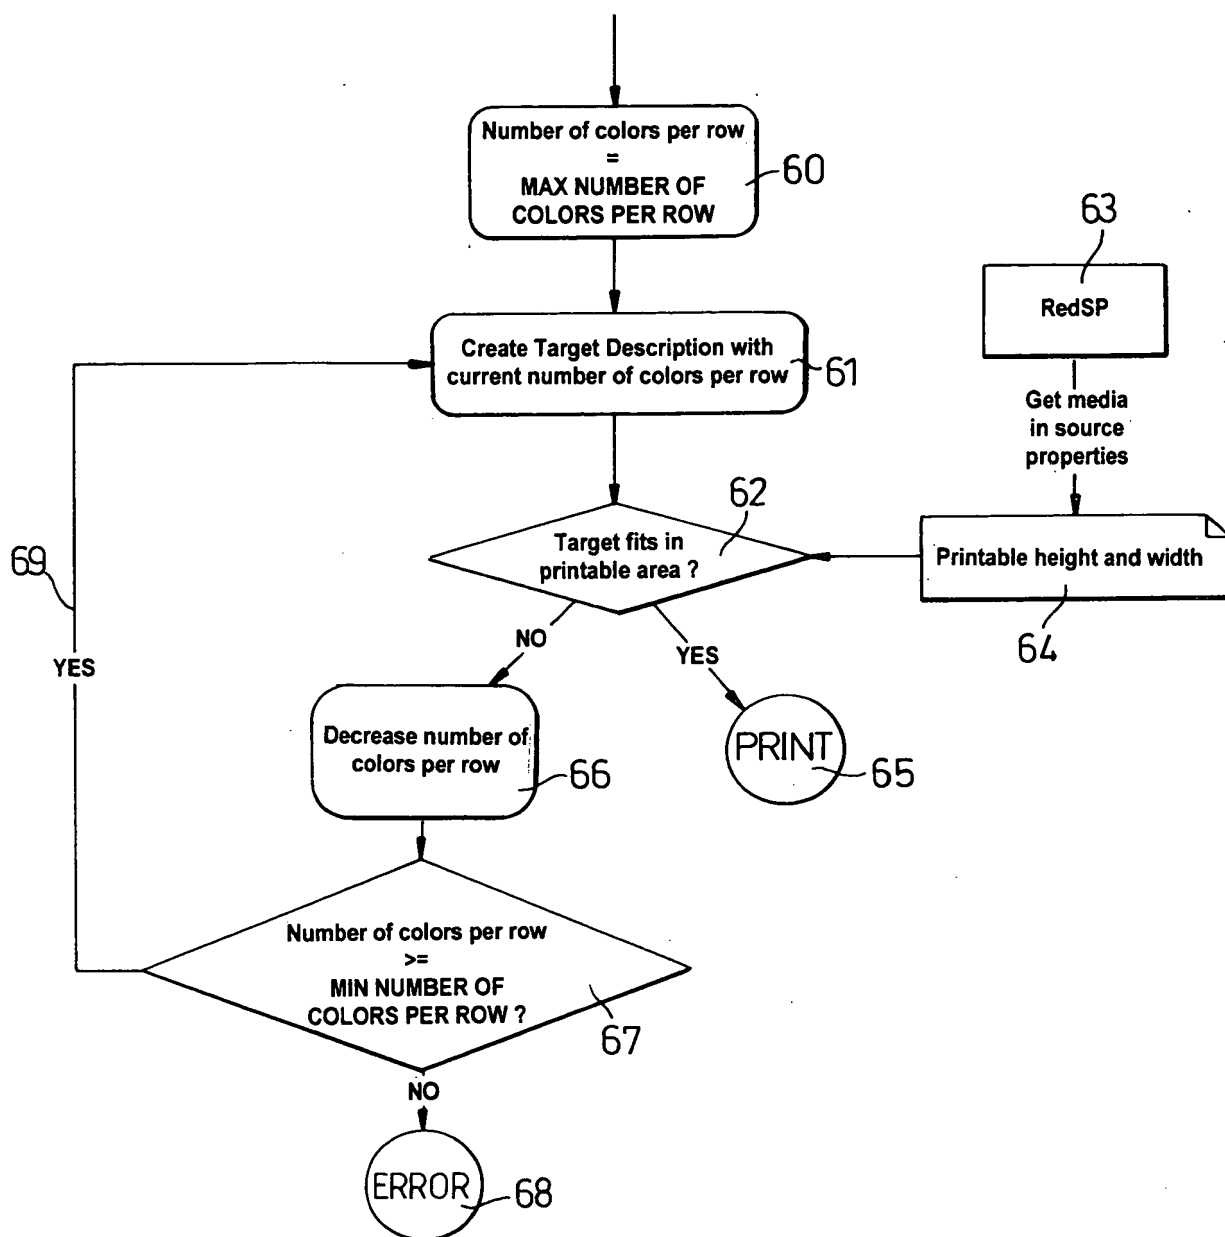 Number of colors per row
=
MAX NUMBER OF
COLORS PER ROW
60
63
RedSP
Create Target Description with
current number of colors per row
61
Get media
in source
properties
62
Target fits in
printable area ?
Printable height and width
64
69
NO
YES
YES
Decrease number of
colors per row
66
PRINT
65
Number of colors per row
>=
MIN NUMBER OF
COLORS PER ROW ?
67
NO
ERROR
68